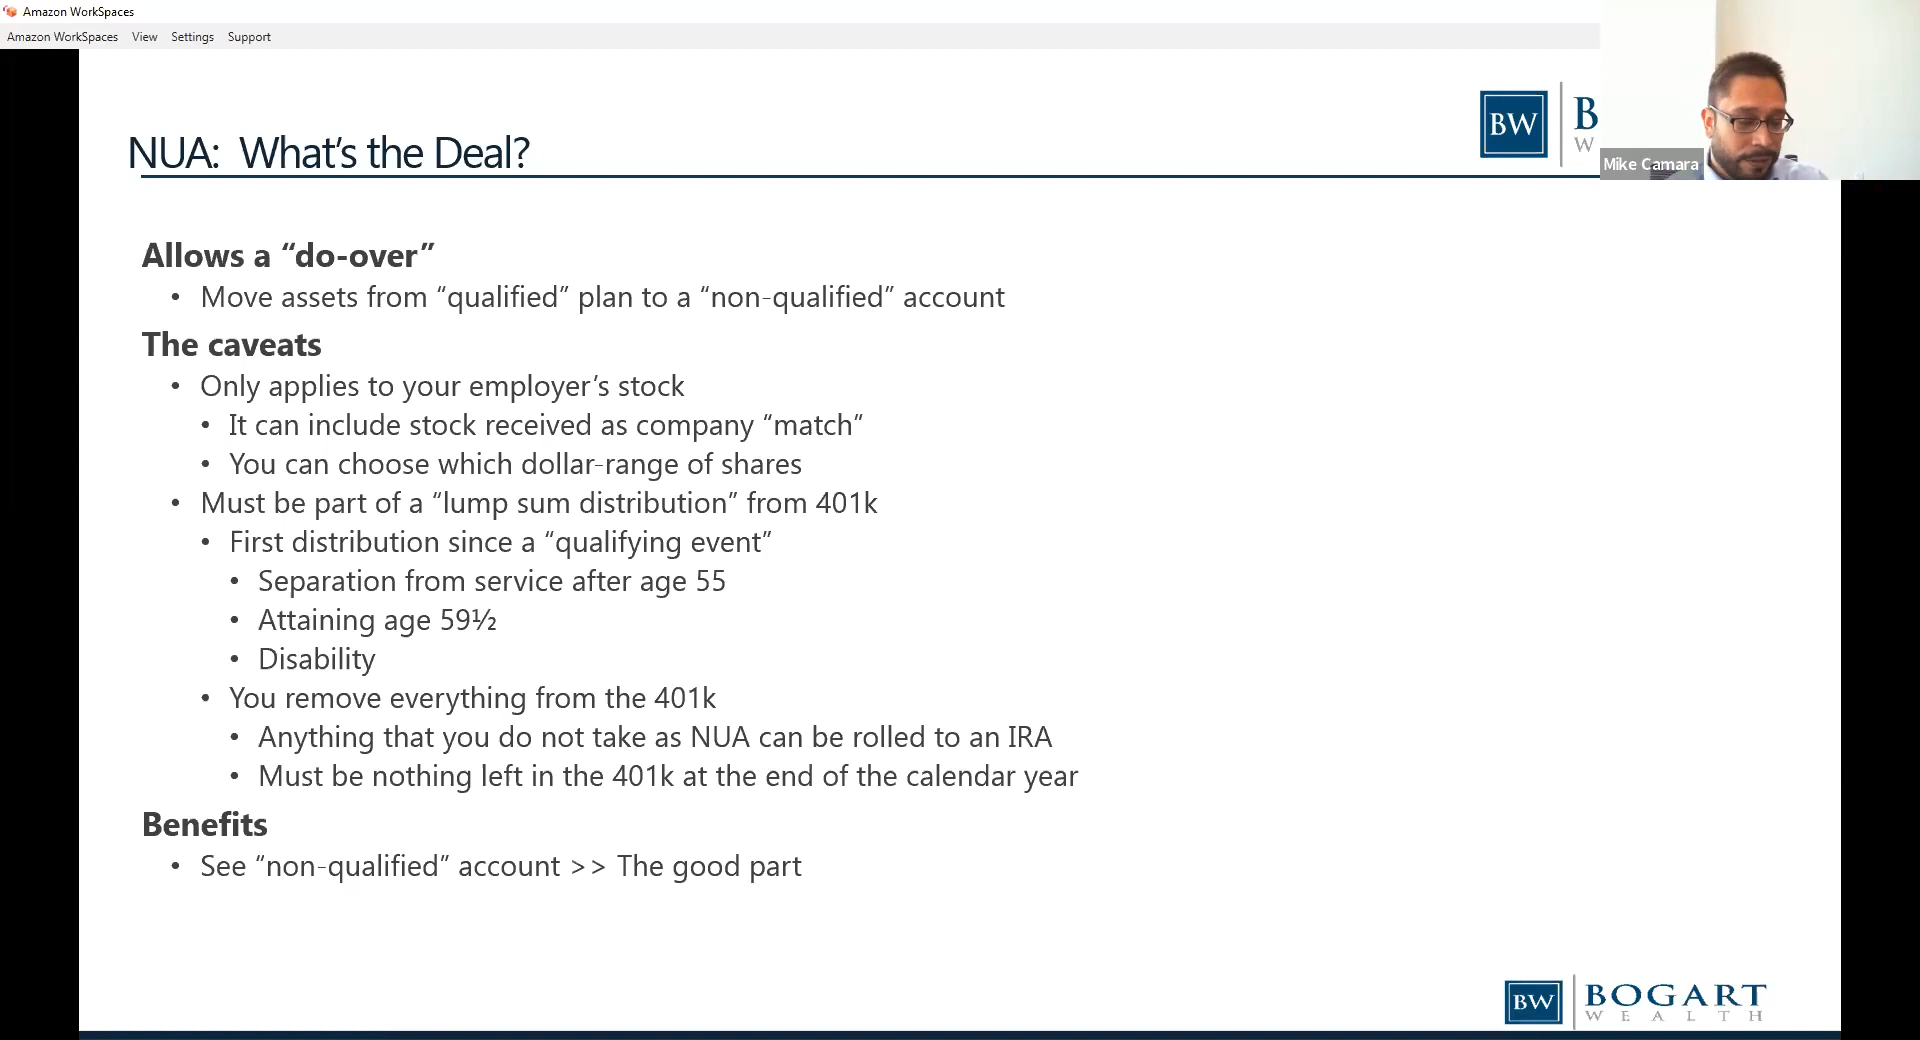 Amazon WorkSpaces
Amazon WorkSpaces View Settings Support
BW B
W
Mike Camara
NUA: What's the Deal?
Allows a “do-over”
• Move assets from “qualified” plan to a “non-qualified” account
The caveats
• Only applies to your employer’s stock
• It can include stock received as company “match”
• You can choose which dollar-range of shares
• Must be part of a “lump sum distribution” from 401k
• First distribution since a “qualifying event”
• Separation from service after age 55
• Attaining age 59½
• Disability
• You remove everything from the 401k
• Anything that you do not take as NUA can be rolled to an IRA
• Must be nothing left in the 401k at the end of the calendar year
Benefits
• See “non-qualified” account >> The good part
BW BOGART
WEALTH